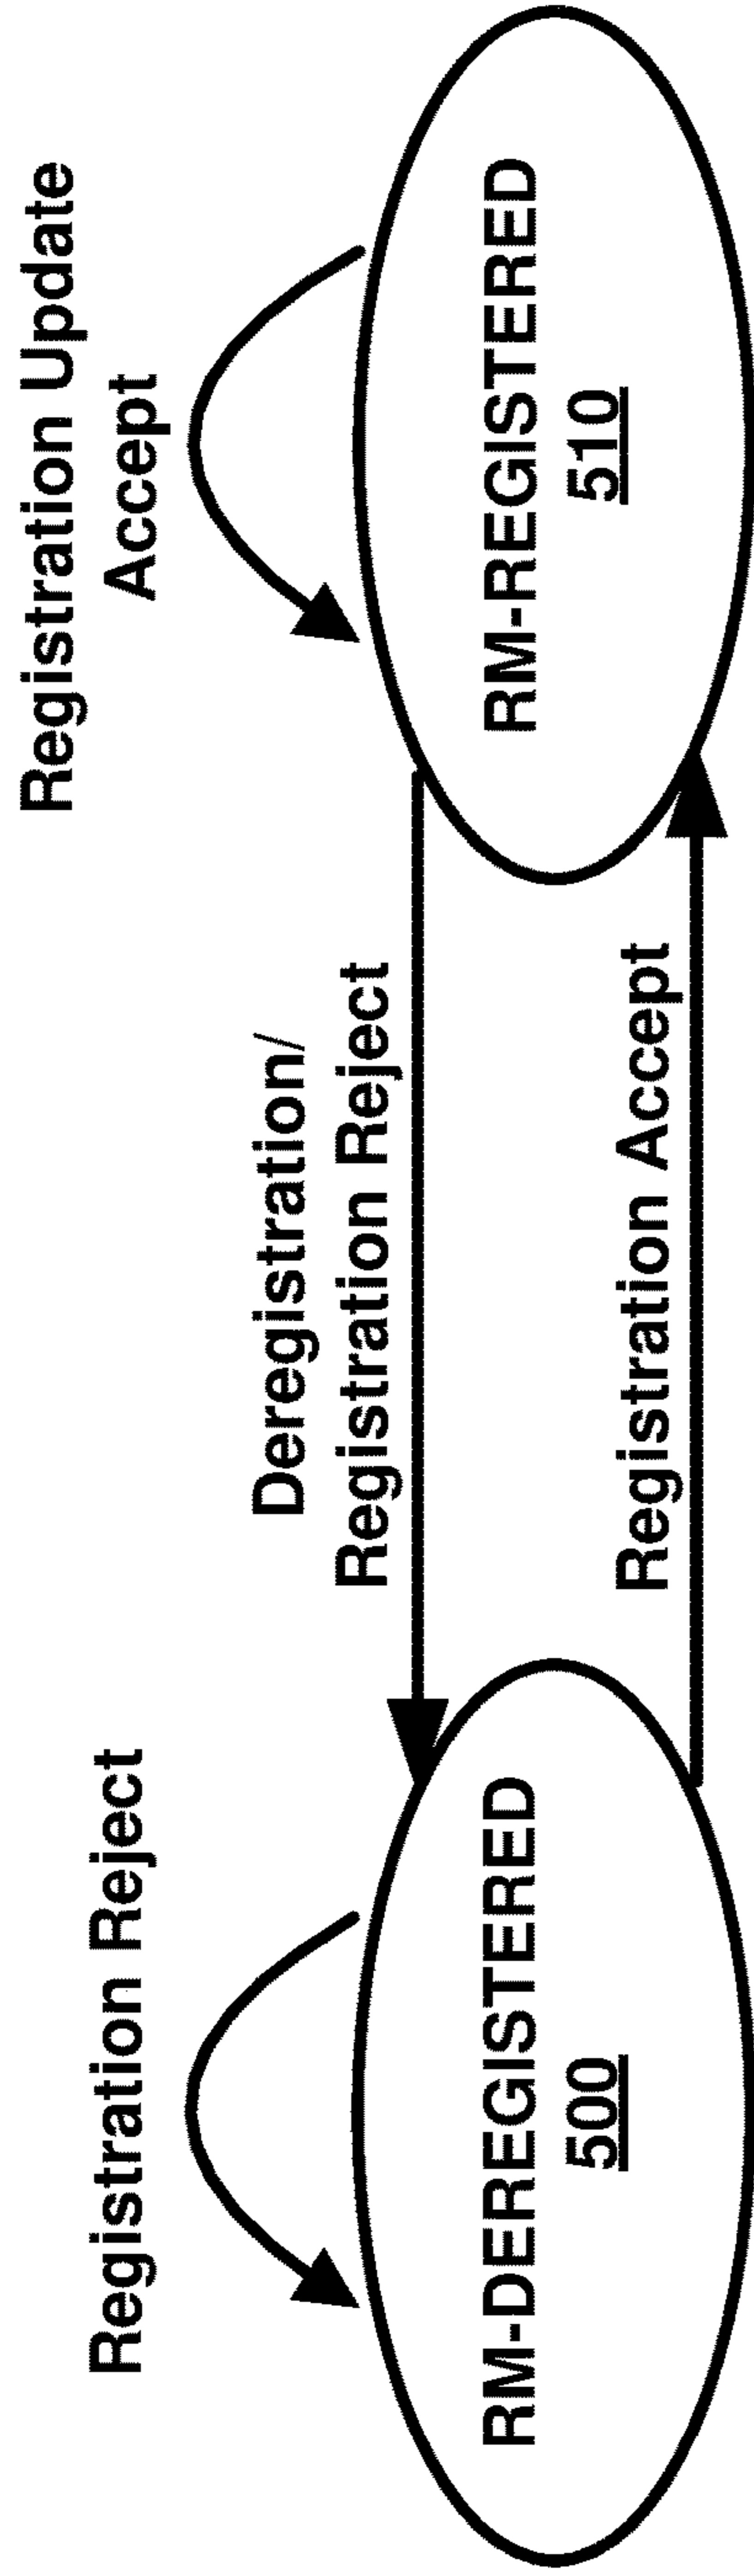 Registration Reject
RM-DEREGISTERED
500
Deregistration/
Registration Reject
Registration Accept
Registration Update
Accept
RM-REGISTERED
510